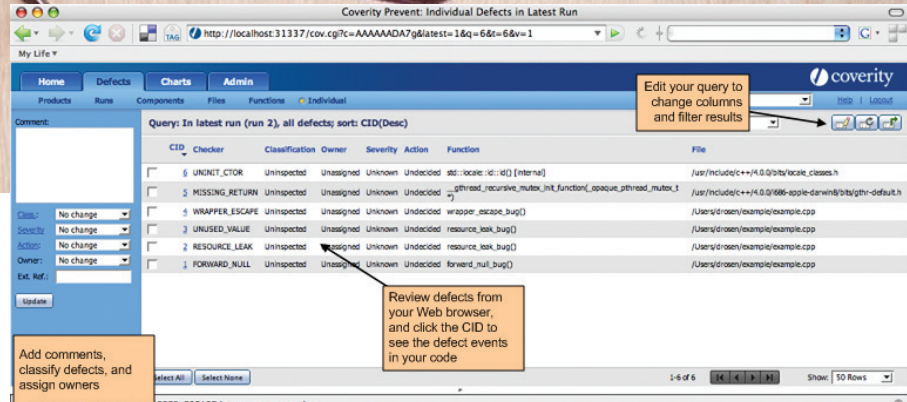 Coverity Prevent: Individual Defects in Latest Run
TAG
http://localhost:31337/cov.cgi?c=AAAAAADA7g&latest=1&q=6&t=6&v=1
G
My Life
Home Defects Charts Admin
coverity
Products Runs Components Files Functions Individual
Help | Logout
Edit your query to
change columns
and filter results
Comment:
Query: In latest run (run 2), all defects; sort: CID(Desc)
CID Checker Classification Owner Severity Action Function File
6 UNINIT_CTOR Uninspected Unassigned Unknown Undecided std::locale::id::id() [internal] /usr/include/c++/4.0.0/bits/locale_classes.h
5 MISSING_RETURN Uninspected Unassigned Unknown Undecided __gthread_recursive_mutex_init_function(_opaque_pthread_mutex_t *) /usr/include/c++/4.0.0/i686-apple-darwin8/bits/gthr-default.h
4 WRAPPER_ESCAPE Uninspected Unassigned Unknown Undecided wrapper_escape_bug() /Users/drosen/example/example.cpp
3 UNUSED_VALUE Uninspected Unassigned Unknown Undecided resource_leak_bug() /Users/drosen/example/example.cpp
2 RESOURCE_LEAK Uninspected Unassigned Unknown Undecided resource_leak_bug() /Users/drosen/example/example.cpp
1 FORWARD_NULL Uninspected Unassigned Unknown Undecided forward_null_bug() /Users/drosen/example/example.cpp
Class.: No change
Severity No change
Action: No change
Owner: No change
Ext. Ref.:
Update
Review defects from
your Web browser,
and click the CID to
see the defect events
in your code
Add comments,
classify defects, and
assign owners
Select All Select None
1-6 of 6
Show: 50 Rows